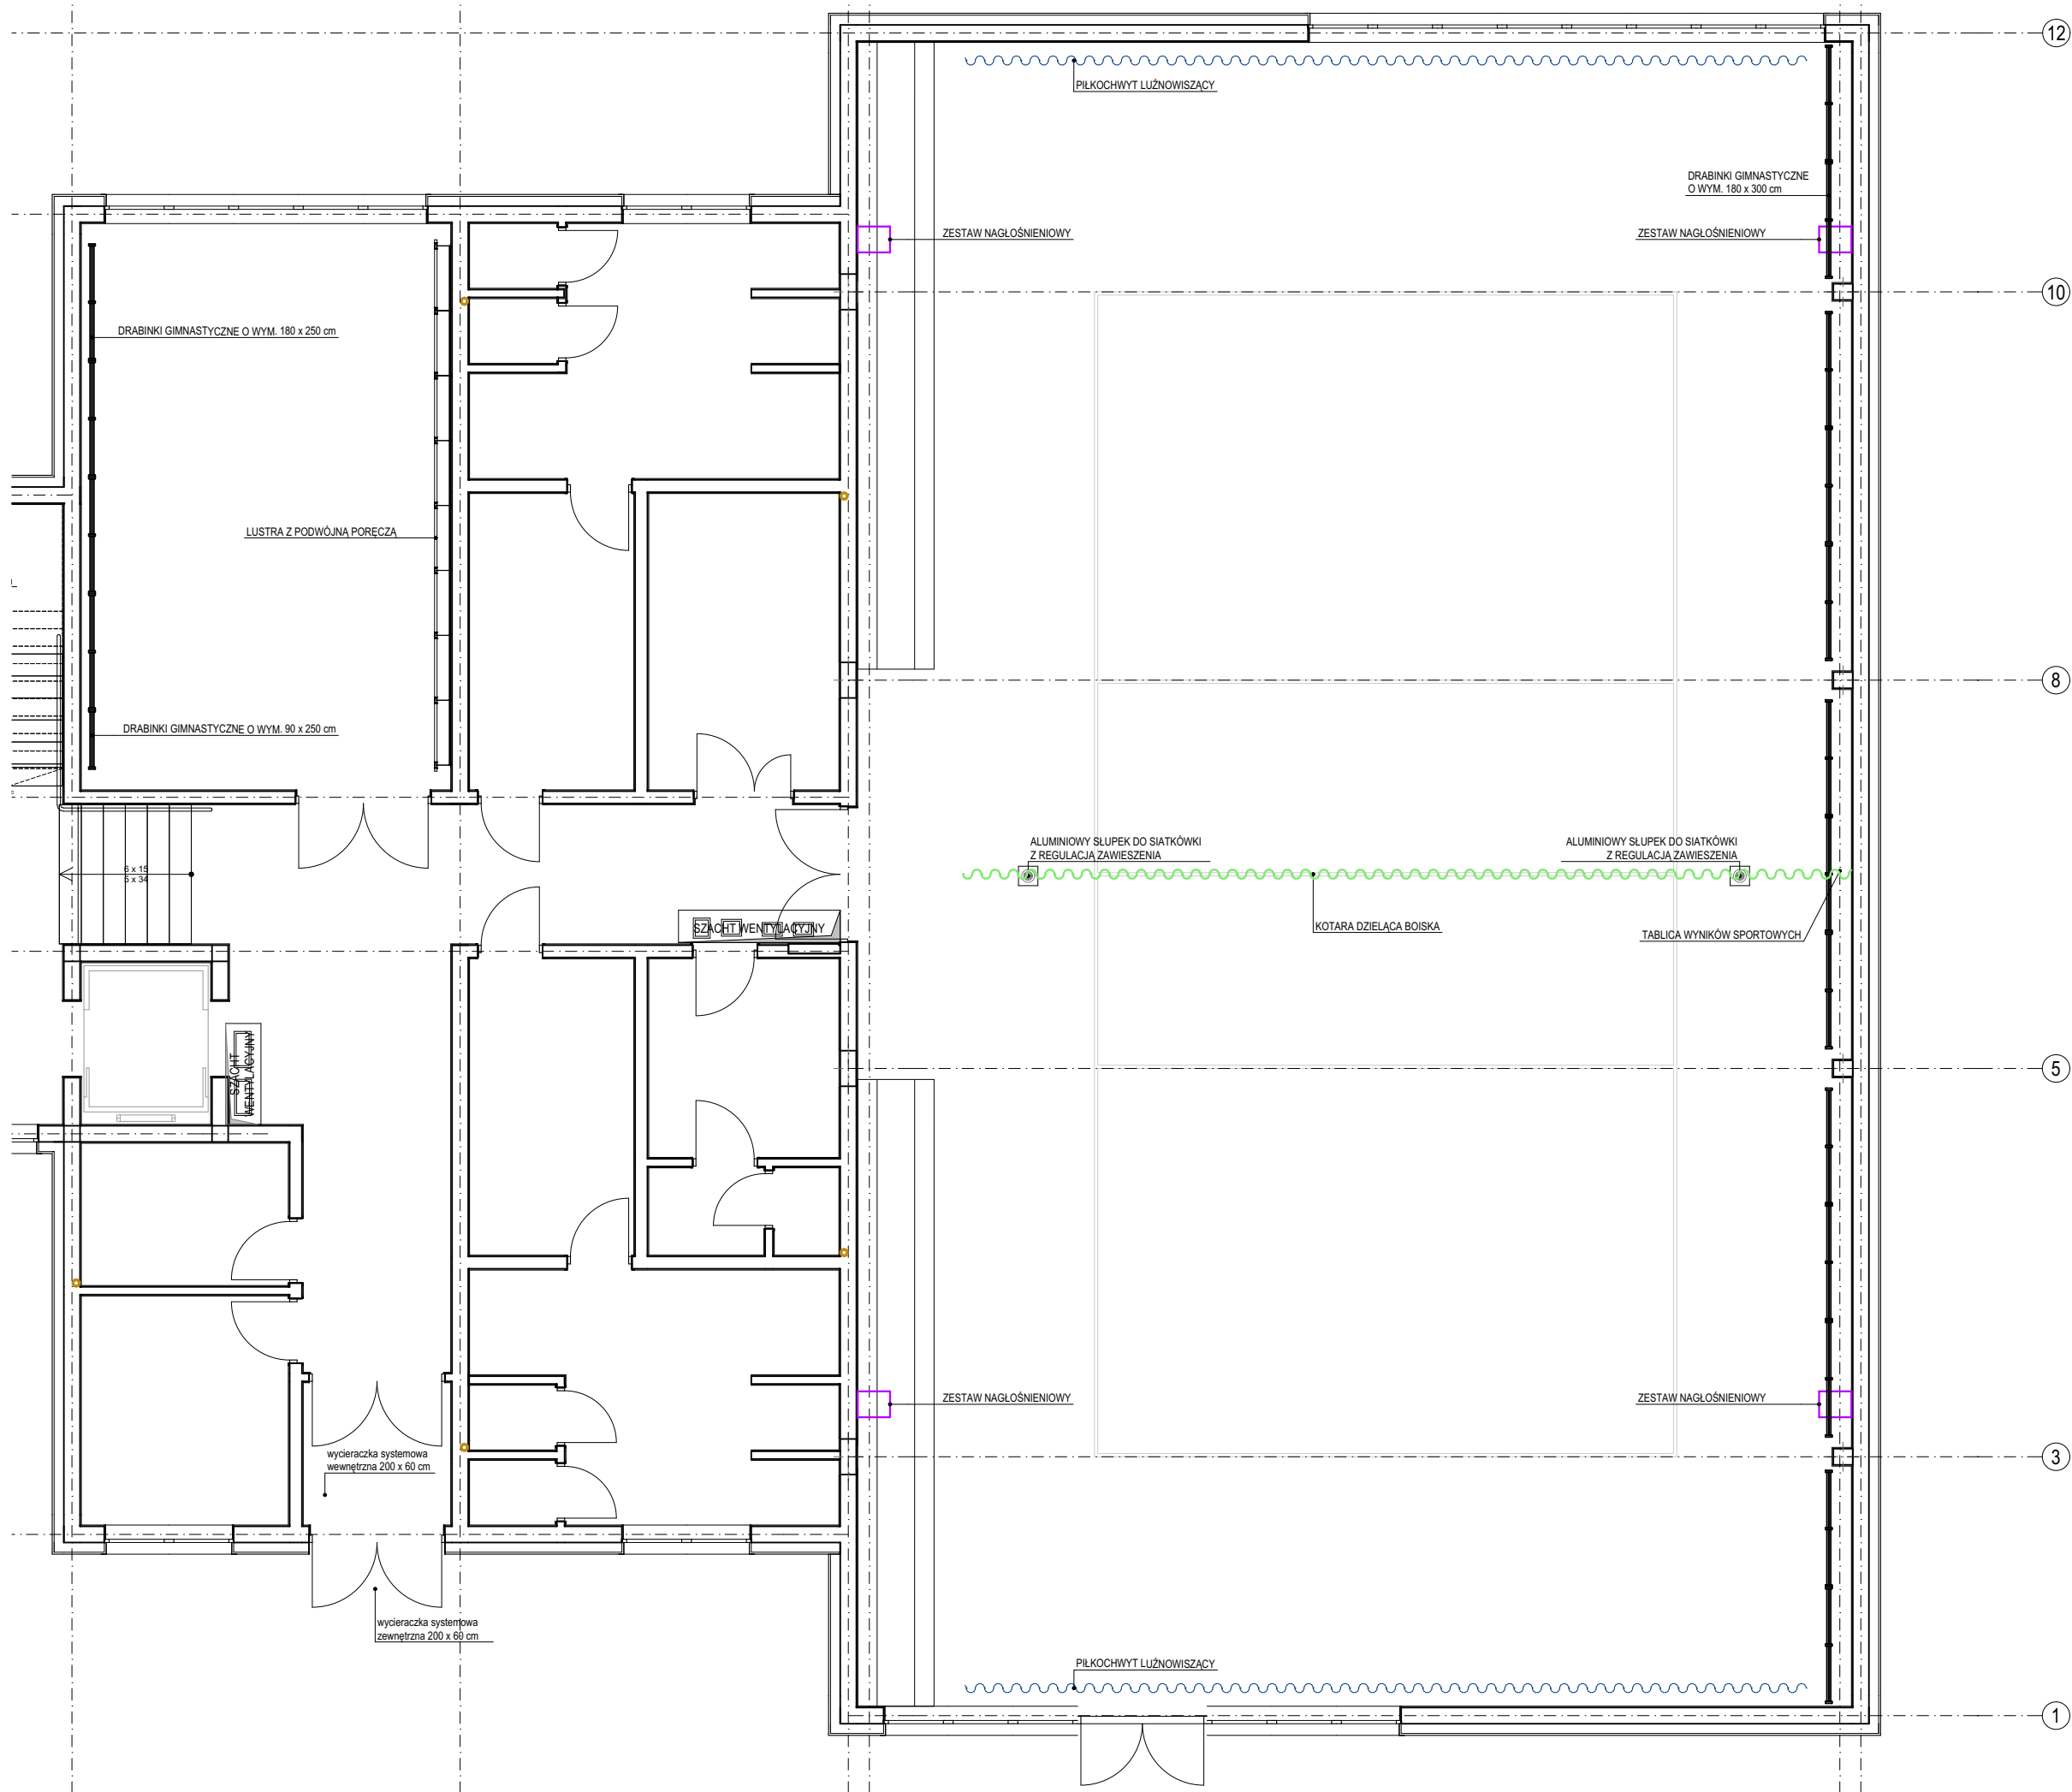 12
PIŁKOCHWYT LUŹNOWISZĄCY
DRABINKI GIMNASTYCZNE
O WYM. 180 x 300 cm
ZESTAW NAGŁOŚNIENIOWY
ZESTAW NAGŁOŚNIENIOWY
10
DRABINKI GIMNASTYCZNE O WYM. 180 x 250 cm
LUSTRA Z PODWÓJNĄ PORĘCZĄ
8
DRABINKI GIMNASTYCZNE O WYM. 90 x 250 cm
ALUMINIOWY SŁUPEK DO SIATKÓWKI
Z REGULACJĄ ZAWIESZENIA
ALUMINIOWY SŁUPEK DO SIATKÓWKI
Z REGULACJĄ ZAWIESZENIA
6 x 15
5 x 34
SZACHT WENTYLACYJNY
KOTARA DZIELĄCA BOISKA
TABLICA WYNIKÓW SPORTOWYCH
SZACHT
WENTYLACYJNY
5
ZESTAW NAGŁOŚNIENIOWY
ZESTAW NAGŁOŚNIENIOWY
3
wycieraczka systemowa
wewnętrzna 200 x 60 cm
wycieraczka systemowa
zewnętrzna 200 x 60 cm
PIŁKOCHWYT LUŹNOWISZĄCY
1